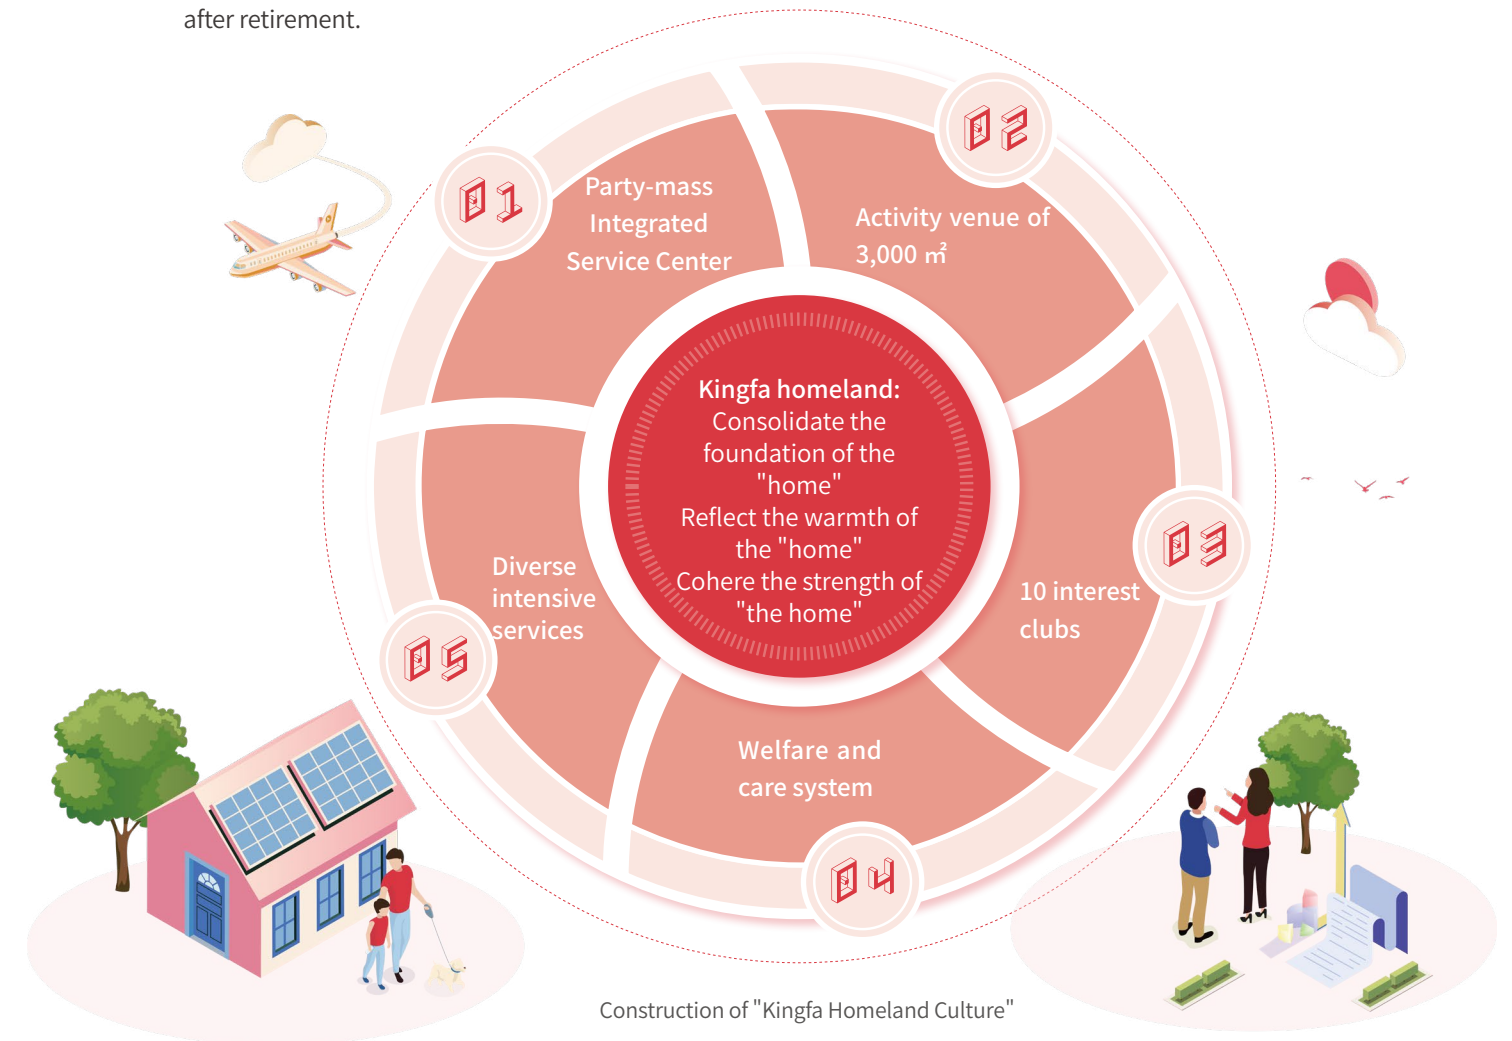 after retirement.
01
Party-mass
Integrated
Service Center
02
Activity venue of
3,000 ㎡
Kingfa homeland:
Consolidate the
foundation of the
"home"
Reflect the warmth of
the "home"
Cohere the strength of
"the home"
03
10 interest
clubs
Diverse
intensive
services
05
Welfare and
care system
04
Construction of "Kingfa Homeland Culture"